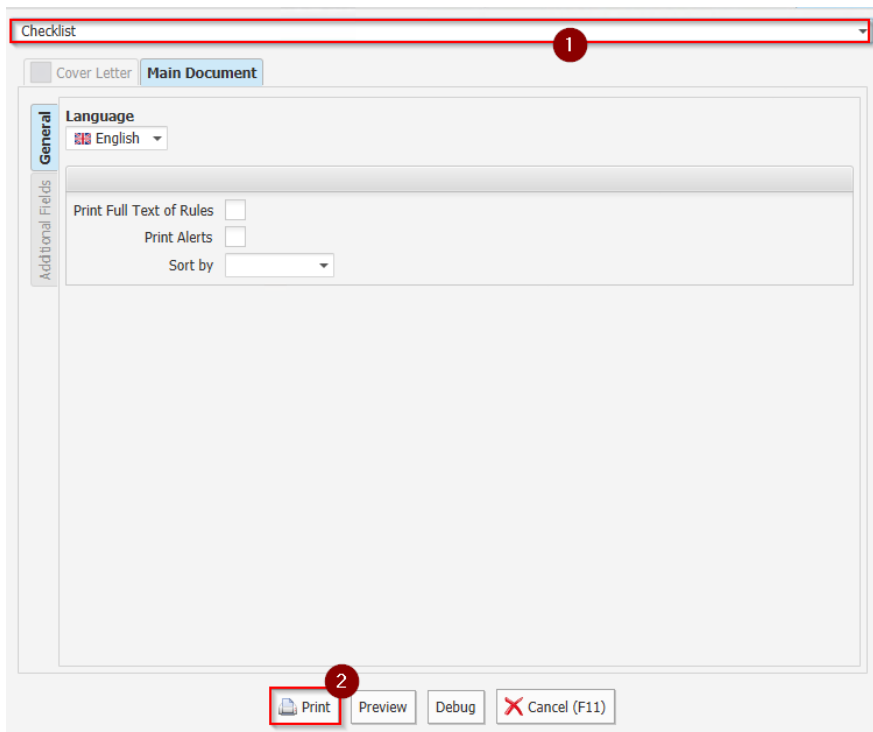 Checklist
1
Cover Letter Main Document
General
Additional Fields
Language
English
Print Full Text of Rules
Print Alerts
Sort by
2
Print Preview Debug Cancel (F11)